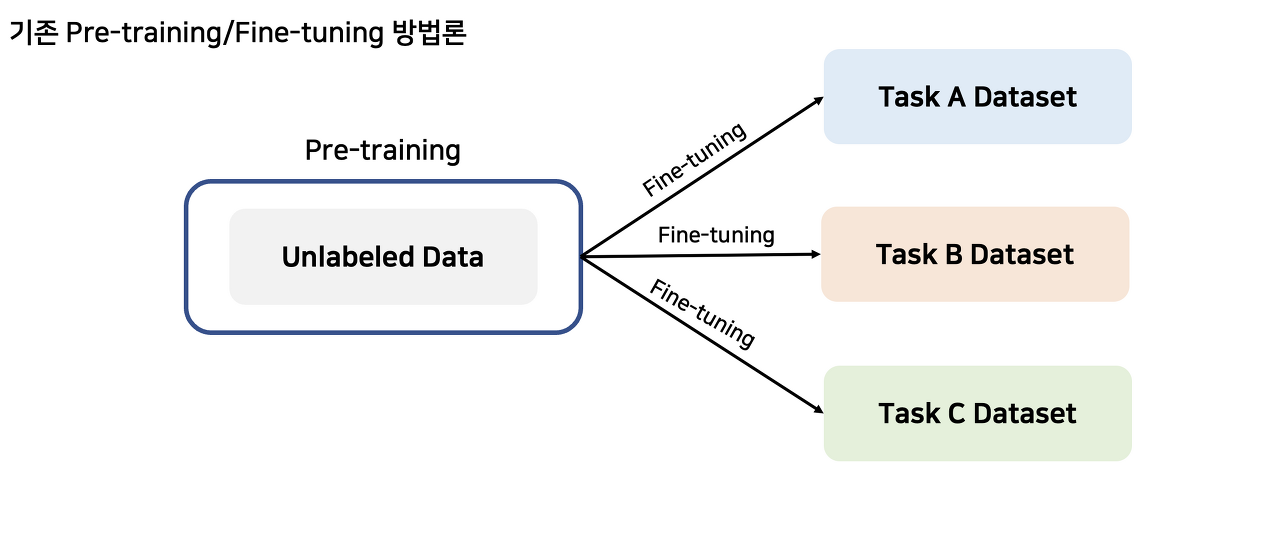 기존 Pre-training/Fine-tuning 방법론
Pre-training
Unlabeled Data
Fine-tuning
Task A Dataset
Fine-tuning
Task B Dataset
Fine-tuning
Task C Dataset